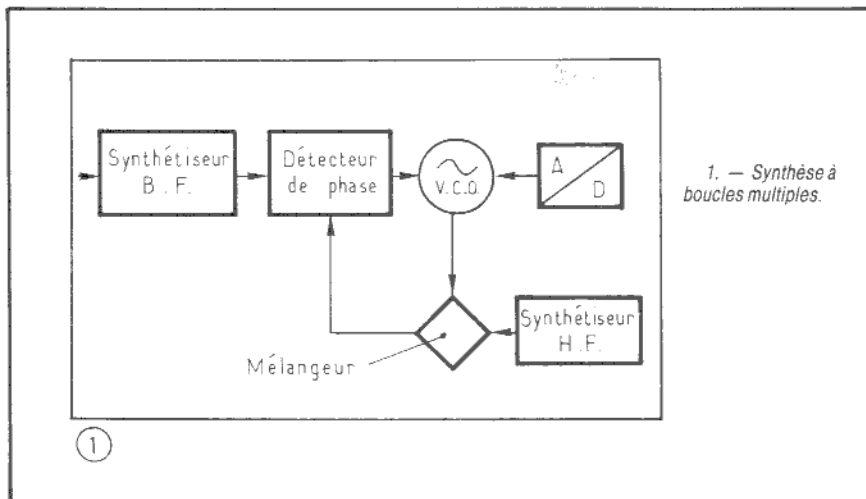 Synthétiseur
B.F.
Détecteur
de phase
V.C.O.
A
D
1. — Synthèse à
boucles multiples.
Synthétiseur
H.F.
Mélangeur
1